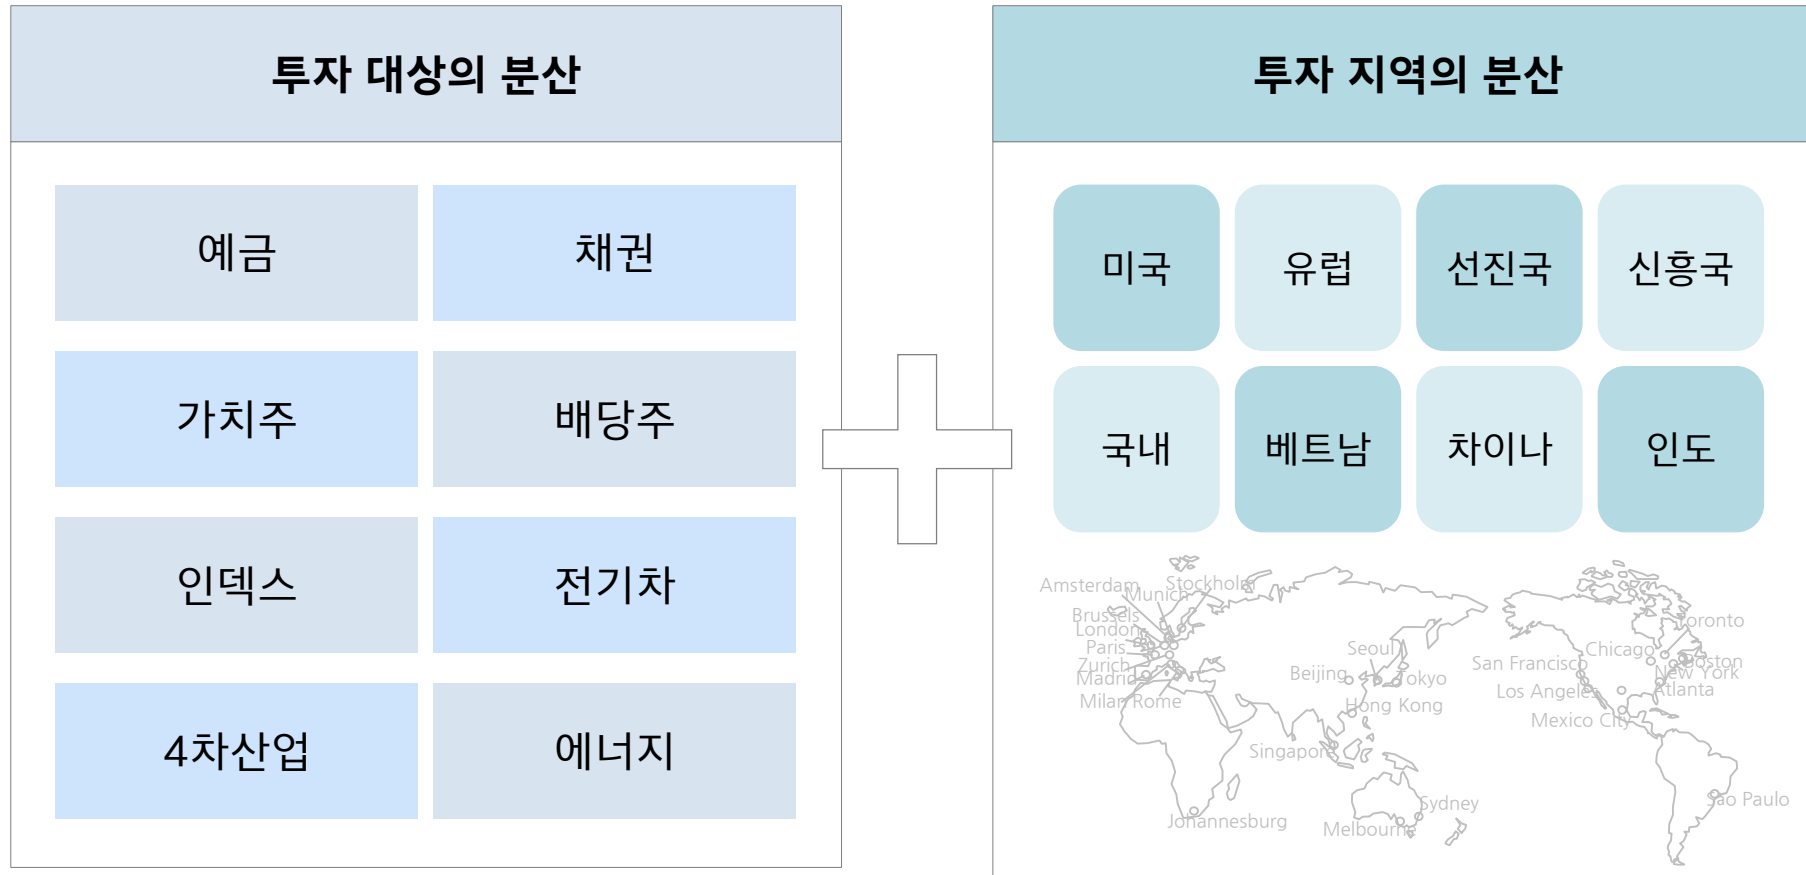 투자 대상의 분산
예금
채권
가치주
배당주
인덱스
전기차
4차산업
에너지
투자 지역의 분산
미국
유럽
선진국
신흥국
국내
베트남
차이나
인도
Amsterdam
Stockholm
Munich
Brussels
London
Paris
Zurich
Madrid
Milan
Rome
Seoul
Beijing
Tokyo
Hong Kong
Singapore
Johannesburg
Sydney
Melbourne
Toronto
Chicago
Boston
San Francisco
New York
Los Angeles
Atlanta
Mexico City
Sao Paulo